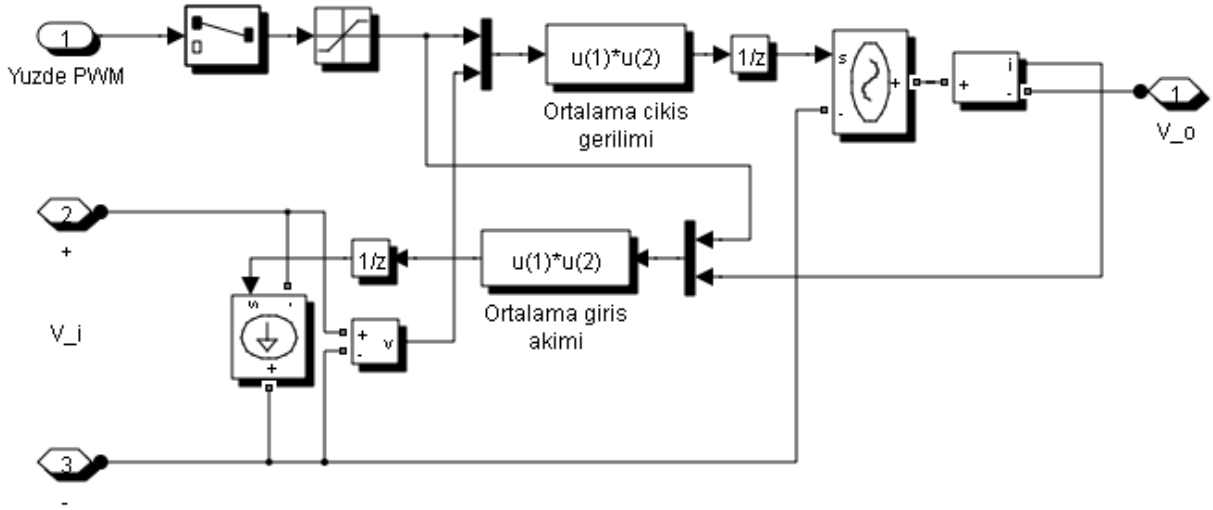 1
Yuzde PWM
u(1)*u(2)
Ortalama cikis
gerilimi
1/z
s
+
-
+
i
-
1
V_o
2
+
V_i
1/z
u(1)*u(2)
Ortalama giris
akimi
s
-
+
+
-
v
3
-